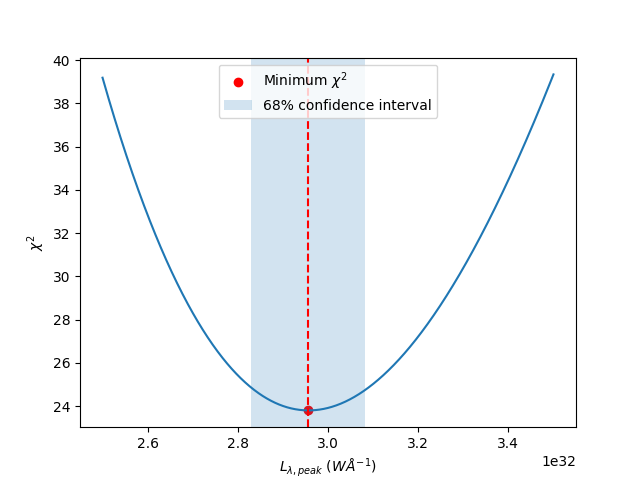 40
38
36
34
32
30
28
26
24
χ²
Minimum χ²
68% confidence interval
2.6 2.8 3.0 3.2 3.4
1e32
L_{λ, peak} (WÅ⁻¹)